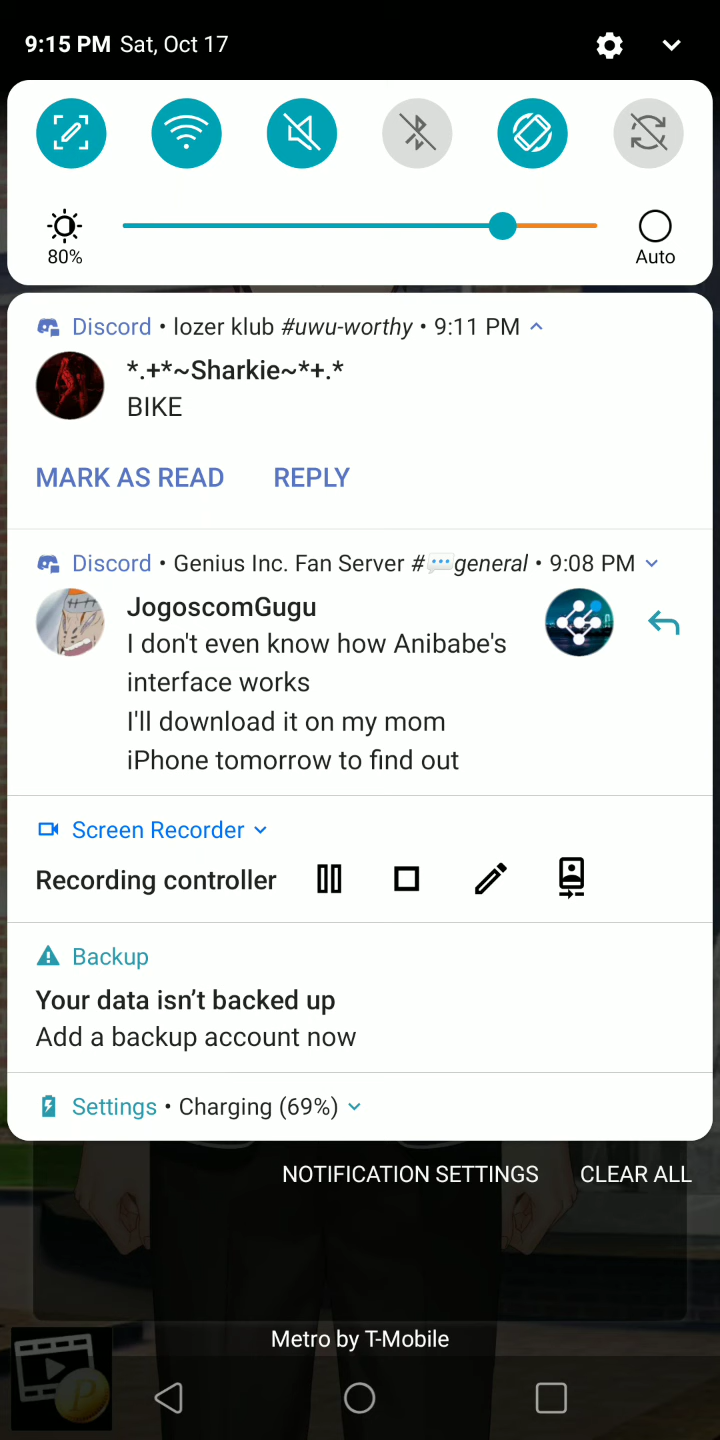 9:15 PM Sat, Oct 17
80%
Auto
Discord • lozer klub #uwu-worthy • 9:11 PM
*.+*~Sharkie~*+.*
BIKE
MARK AS READ REPLY
Discord • Genius Inc. Fan Server #💬general • 9:08 PM
JogoscomGugu
I don't even know how Anibabe's
interface works
I'll download it on my mom
iPhone tomorrow to find out
Screen Recorder
Recording controller
Backup
Your data isn’t backed up
Add a backup account now
Settings • Charging (69%)
NOTIFICATION SETTINGS CLEAR ALL
Metro by T-Mobile
P